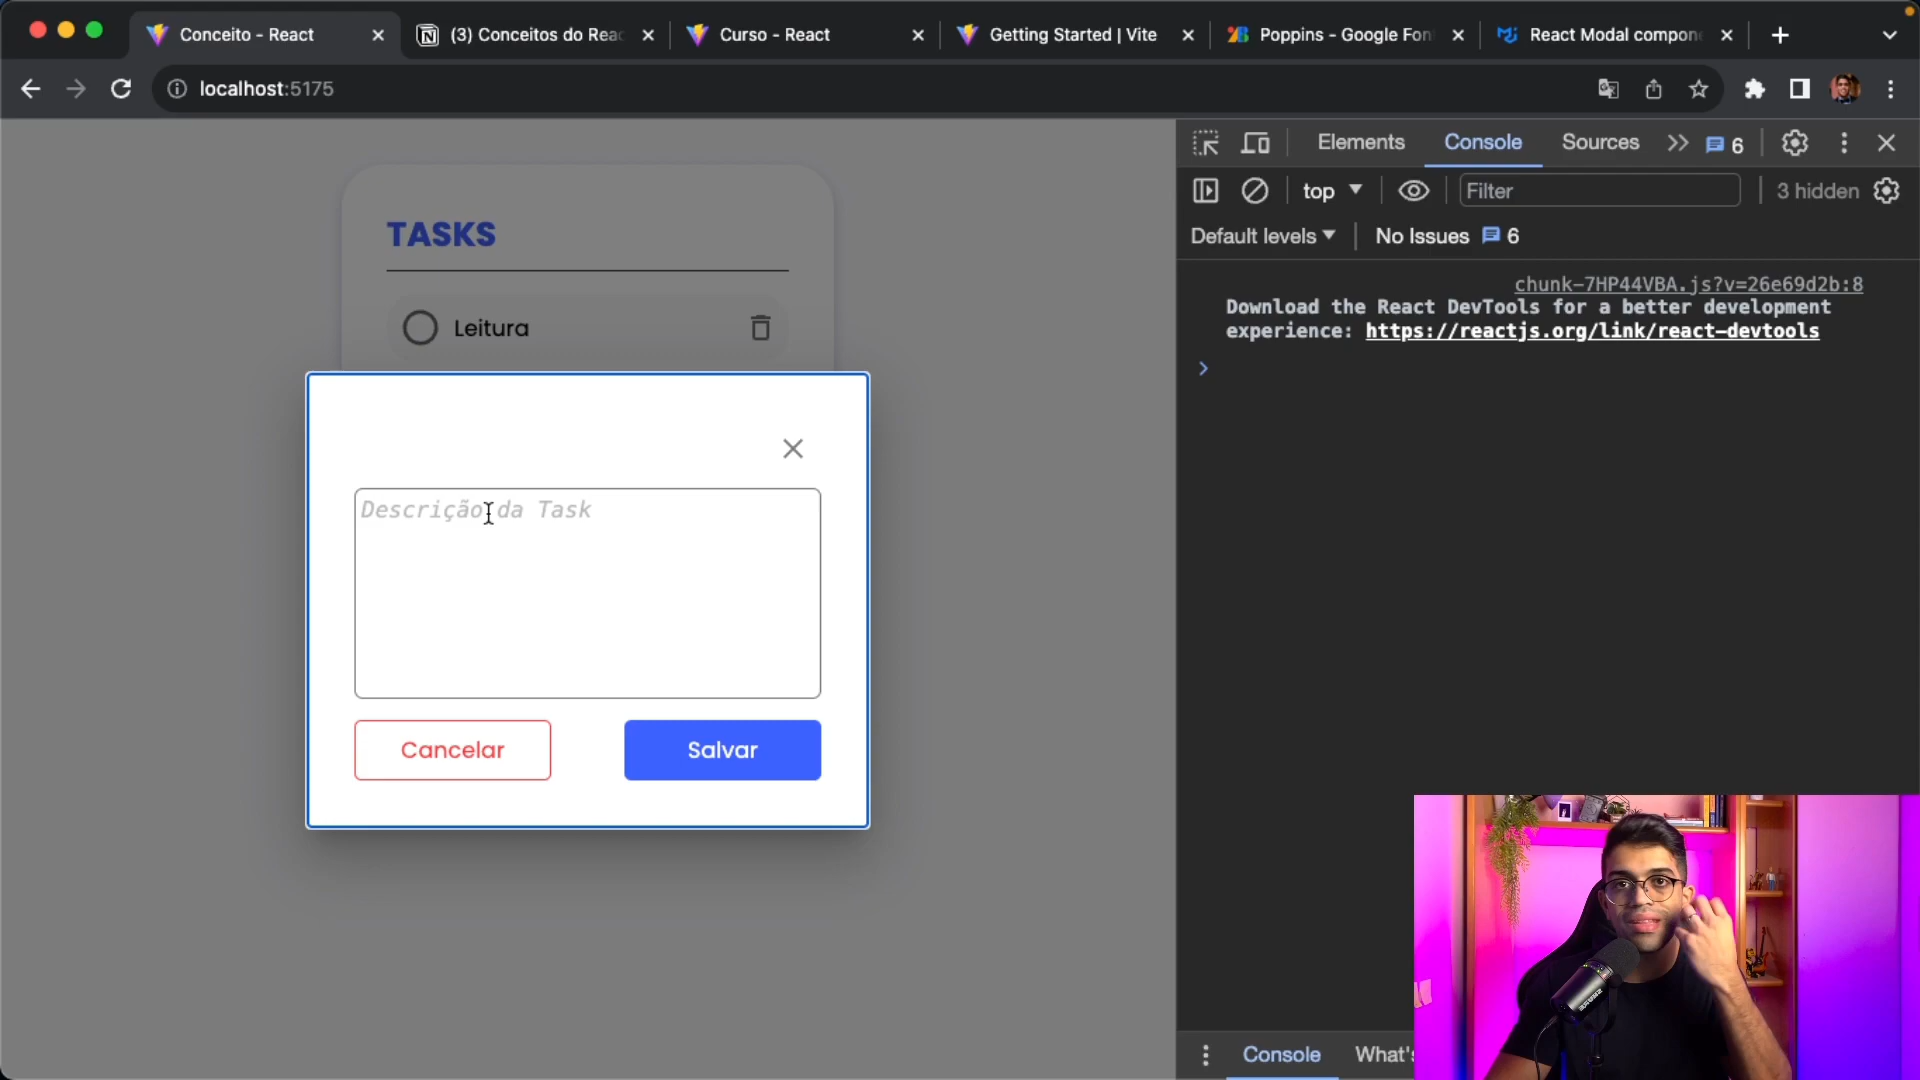 Conceito - React
(3) Conceitos do Reac
Curso - React
Getting Started | Vite
Poppins - Google Fon
React Modal compon
localhost:5175
Elements
Console
Sources
6
top
Filter
3 hidden
Default levels
No Issues
6
chunk-7HP44VBA.js?v=26e69d2b:8
Download the React DevTools for a better development
experience: https://reactjs.org/link/react-devtools
TASKS
Leitura
Descrição da Task
Cancelar
Salvar
Console
What's